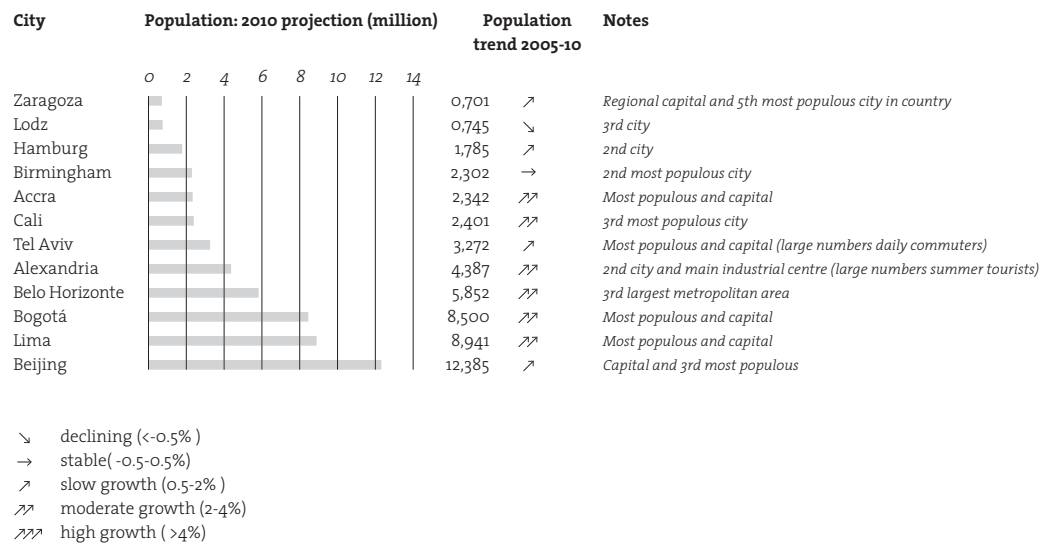 City Population: 2010 projection (million) Population Notes
trend 2005-10
0 2 4 6 8 10 12 14
Zaragoza 0,701 ↗ Regional capital and 5th most populous city in country
Lodz 0,745 ↘ 3rd city
Hamburg 1,785 ↗ 2nd city
Birmingham 2,302 → 2nd most populous city
Accra 2,342 ↗↗ Most populous and capital
Cali 2,401 ↗↗ 3rd most populous city
Tel Aviv 3,272 ↗ Most populous and capital (large numbers daily commuters)
Alexandria 4,387 ↗↗ 2nd city and main industrial centre (large numbers summer tourists)
Belo Horizonte 5,852 ↗↗ 3rd largest metropolitan area
Bogotá 8,500 ↗↗ Most populous and capital
Lima 8,941 ↗↗ Most populous and capital
Beijing 12,385 ↗ Capital and 3rd most populous
↘ declining (<-0.5% )
→ stable( -0.5-0.5%)
↗ slow growth (0.5-2% )
↗↗ moderate growth (2-4%)
↗↗↗ high growth ( >4%)